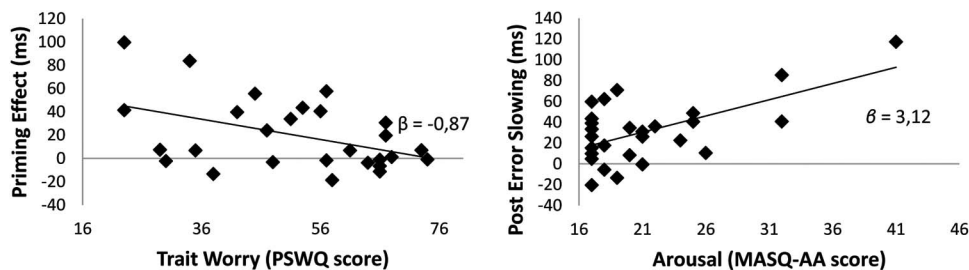 Priming Effect (ms)
120
100
80
60
40
20
0
-20
-40
β = -0,87
16 36 56 76
Trait Worry (PSWQ score)
Post Error Slowing (ms)
140
120
100
80
60
40
20
0
-20
-40
β = 3,12
16 21 26 31 36 41 46
Arousal (MASQ-AA score)